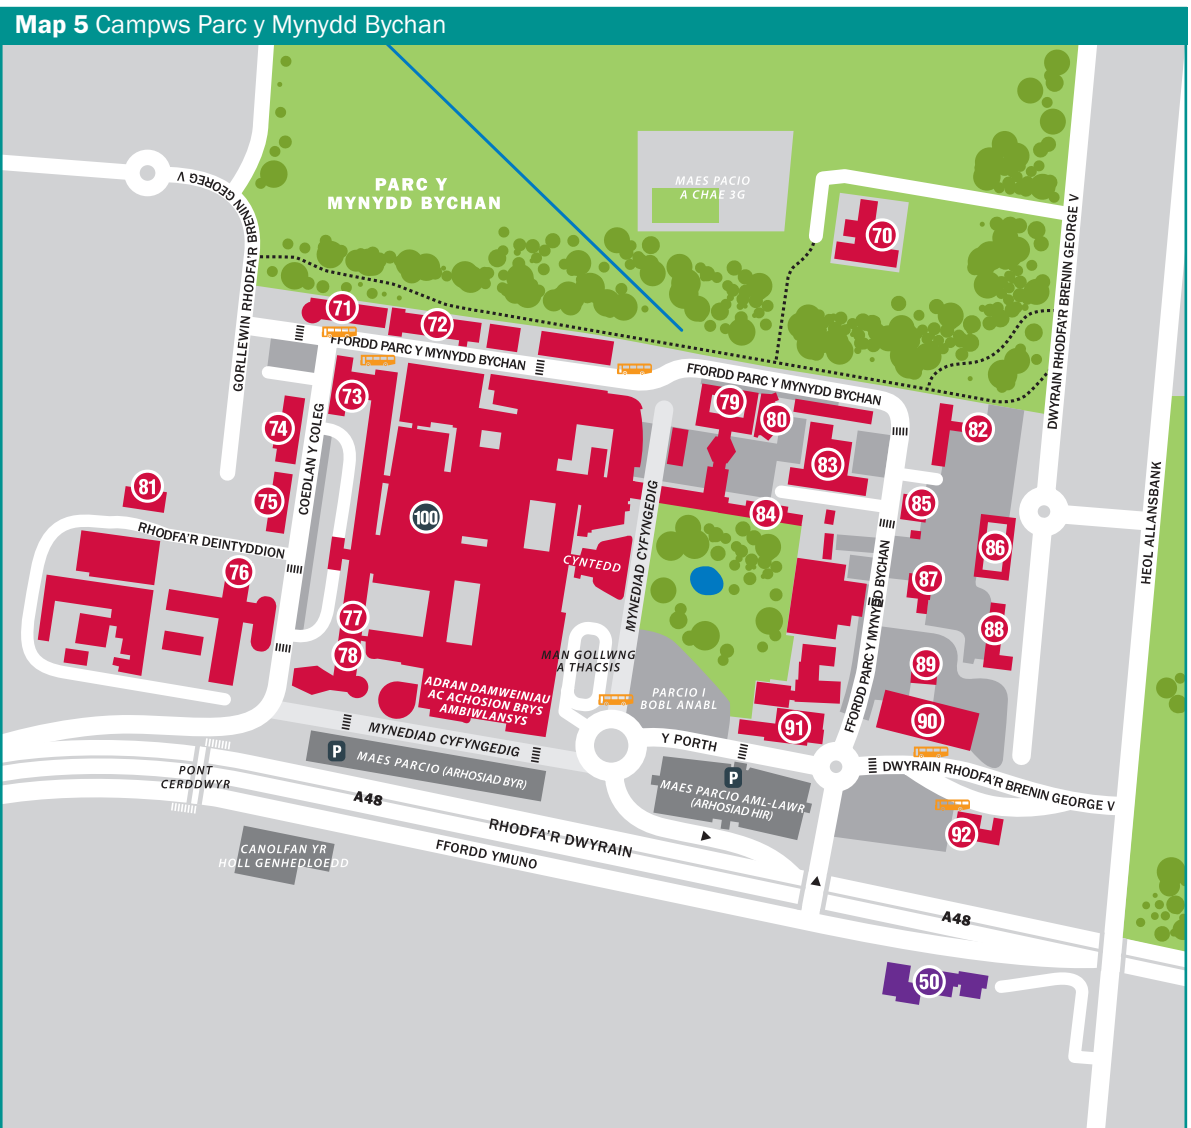 Map 5 Campws Parc y Mynydd Bychan
GORLLEWIN RHODFA'R BRENIN GEOREG V
PARC Y
MYNYDD BYCHAN
MAES PACIO
A CHAE 3G
70
DWYRAIN RHODFA'R BRENIN GEORGE V
71
72
FFORDD PARC Y MYNYDD BYCHAN
FFORDD PARC Y MYNYDD BYCHAN
73
79
80
82
74
COEDLAN Y COLEG
83
HEOL ALLANSBANK
81
75
100
84
85
RHODFA'R DEINTYDDION
MYNEDIAD CYFYNGEDIG
86
76
CYNTEDD
87
77
FFORDD PARC Y MYNYDD BYCHAN
88
78
MAN GOLLWNG
A THACSIS
89
ADRAN DAMWEINIAU
AC ACHOSION BRYS
AMBIWLANSYS
PARCIO I
BOBL ANABL
90
91
MYNEDIAD CYFYNGEDIG
Y PORTH
P
MAES PARCIO (ARHOSIAD BYR)
DWYRAIN RHODFA'R BRENIN GEORGE V
PONT
CERDDWYR
P
MAES PARCIO AML-LAWR
(ARHOSIAD HIR)
A48
92
RHODFA'R DWYRAIN
FFORDD YMUNO
CANOLFAN YR
HOLL GENHEDLOEDD
A48
50